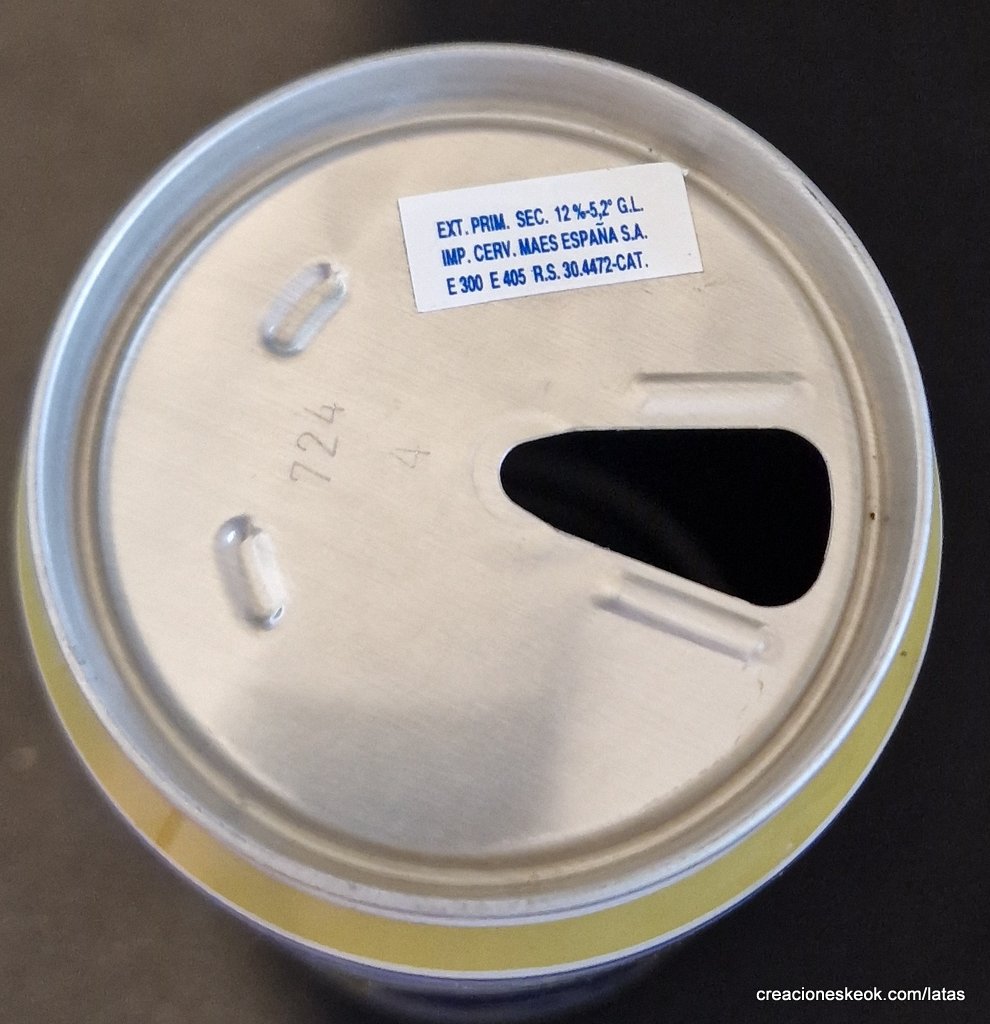 EXT. PRIM. SEC. 12 %-5,2° G.L.
IMP. CERV. MAES ESPAÑA S.A.
E 300 E 405 R.S. 30.4472-CAT.
724
4
creacioneskeok.com/latas